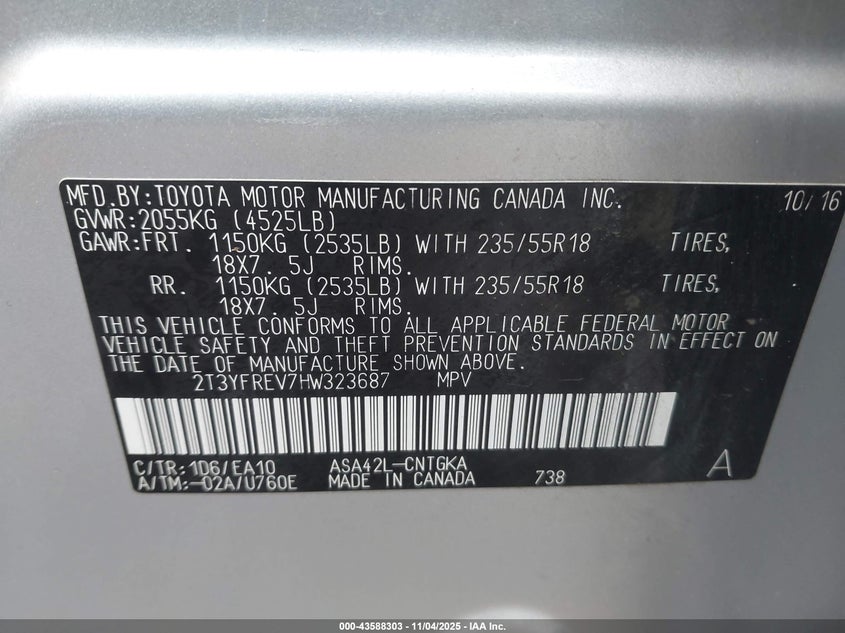 MFD.BY:TOYOTA MOTOR MANUFACTURING CANADA INC. 10/16
GVWR:2055KG (4525LB)
GAWR:FRT. 1150KG (2535LB) WITH 235/55R18 TIRES,
18X7. 5J RIMS.
RR. 1150KG (2535LB) WITH 235/55R18 TIRES,
18X7. 5J RIMS.
THIS VEHICLE CONFORMS TO ALL APPLICABLE FEDERAL MOTOR
VEHICLE SAFETY AND THEFT PREVENTION STANDARDS IN EFFECT ON
THE DATE OF MANUFACTURE SHOWN ABOVE.
2T3YFREV7HW323687 MPV
C/TR:1D6/EA10 ASA42L-CNTGKA A
A/TM:-02A/U760E MADE IN CANADA 738
000-43588303 - 11/04/2025 - IAA Inc.